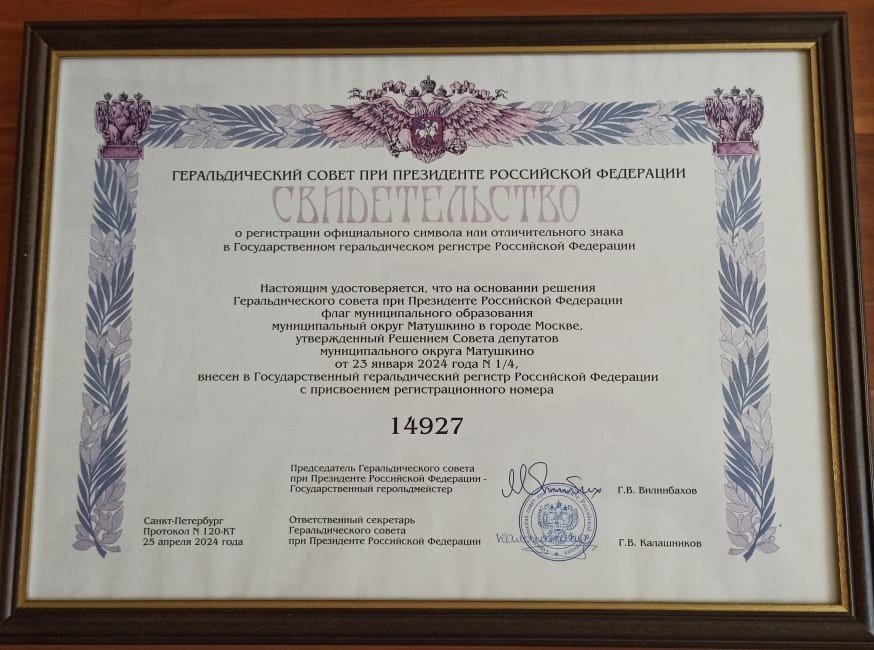 ГЕРАЛЬДИЧЕСКИЙ СОВЕТ ПРИ ПРЕЗИДЕНТЕ РОССИЙСКОЙ ФЕДЕРАЦИИ
СВИДЕТЕЛЬСТВО
о регистрации официального символа или отличительного знака
в Государственном геральдическом регистре Российской Федерации
Настоящим удостоверяется, что на основании решения
Геральдического совета при Президенте Российской Федерации
флаг муниципального образования
муниципальный округ Матушкино в городе Москве,
утвержденный Решением Совета депутатов
муниципального округа Матушкино
от 23 января 2024 года N 1/4,
внесен в Государственный геральдический регистр Российской Федерации
с присвоением регистрационного номера
14927
Председатель Геральдического совета
при Президенте Российской Федерации -
Государственный герольдмейстер
Г.В. Вилинбахов
Санкт-Петербург
Протокол N 120-КТ
25 апреля 2024 года
Ответственный секретарь
Геральдического совета
при Президенте Российской Федерации
Г.В. Калашников